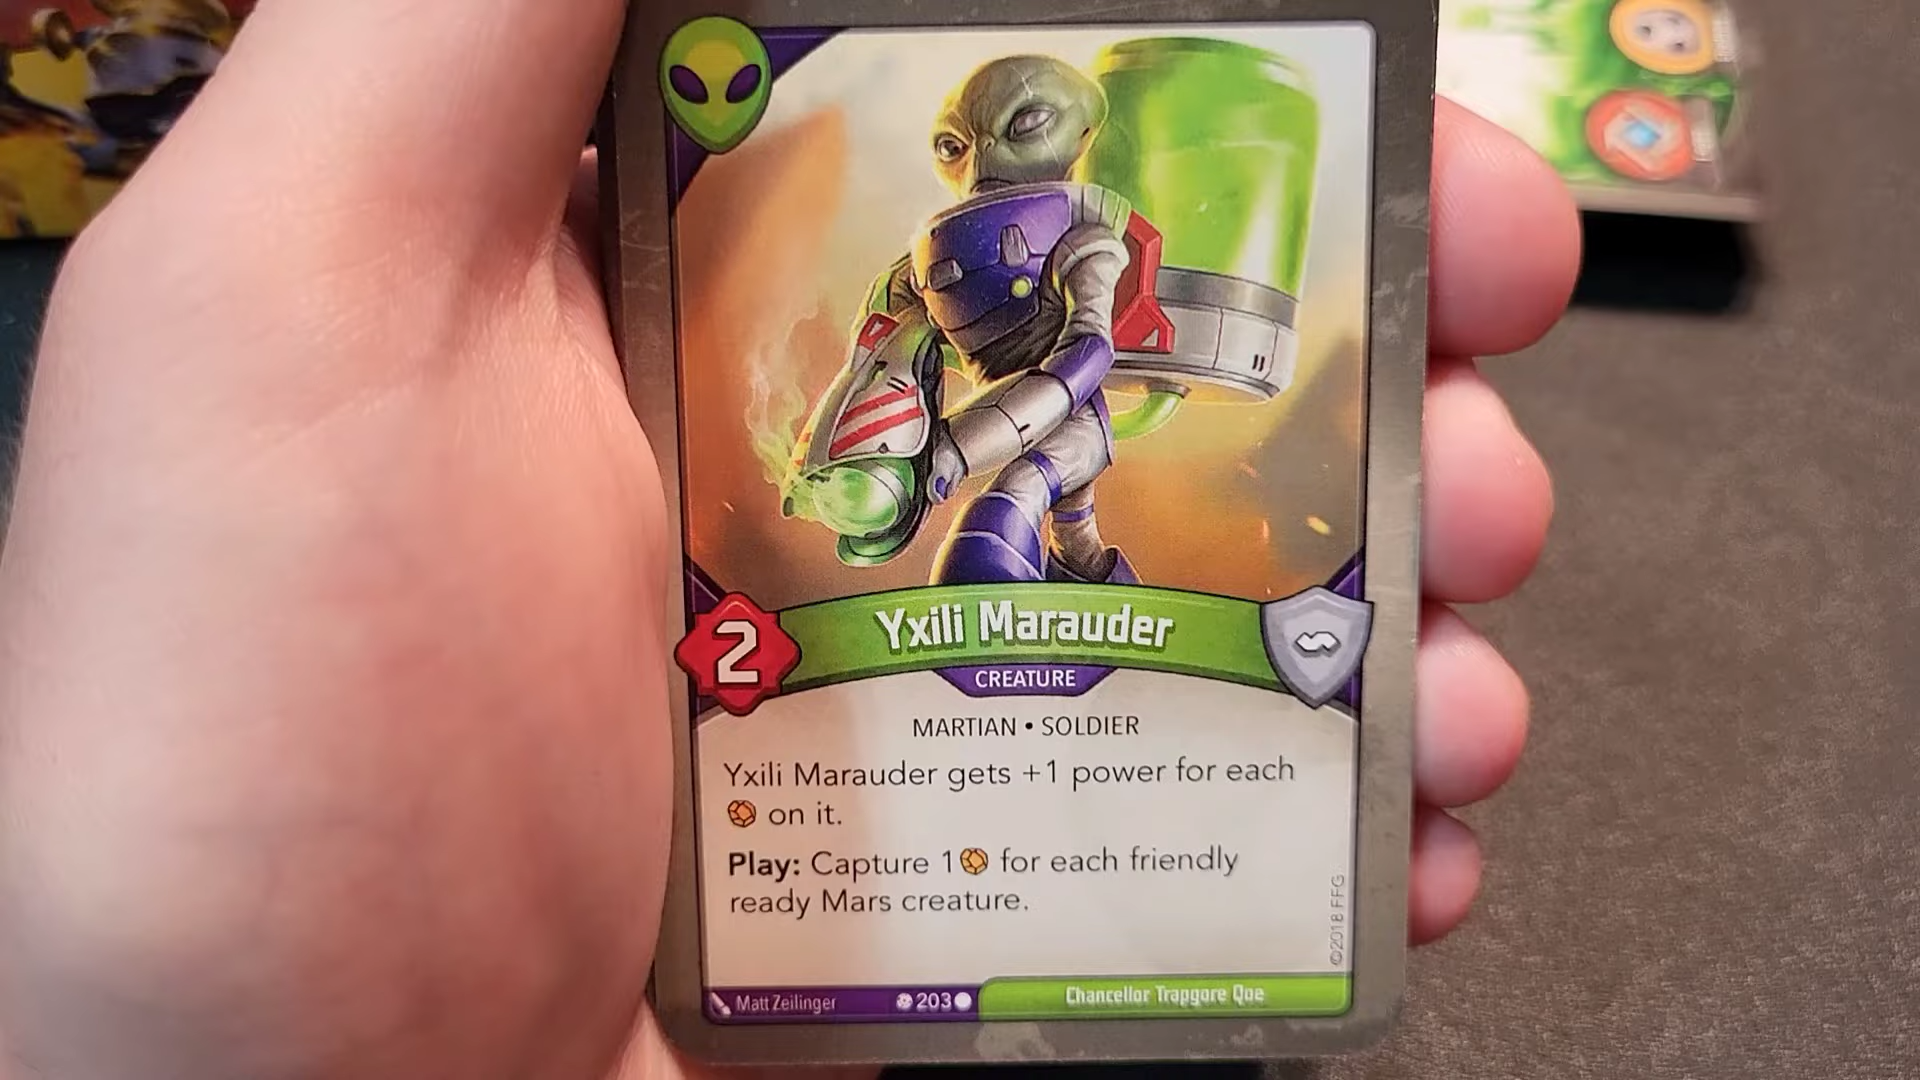 2
Yxili Marauder
CREATURE
MARTIAN • SOLDIER
Yxili Marauder gets +1 power for each
on it.
Play: Capture 1 for each friendly
ready Mars creature.
©2018 FFG
Matt Zeilinger
203
Chancellor Trapgore Qoe